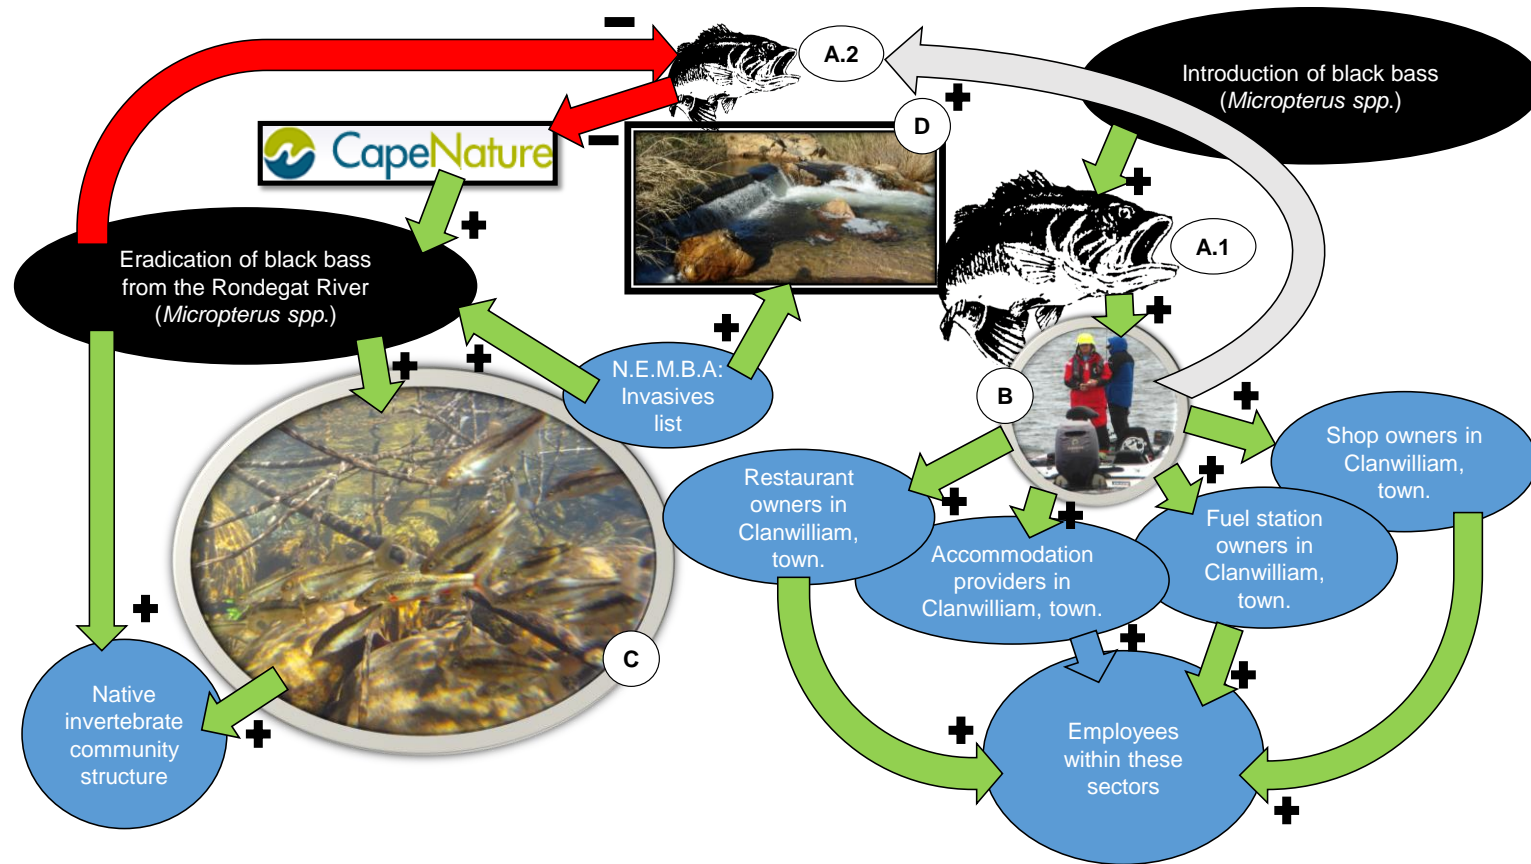 A.2
Introduction of black bass
(Micropterus spp.)
D
CapeNature
A.1
Eradication of black bass
from the Rondegat River
(Micropterus spp.)
N.E.M.B.A:
Invasives
list
B
Shop owners in
Clanwilliam,
town.
Restaurant
owners in
Clanwilliam,
town.
Fuel station
owners in
Clanwilliam,
town.
Accommodation
providers in
Clanwilliam, town.
C
Native
invertebrate
community
structure
Employees
within these
sectors